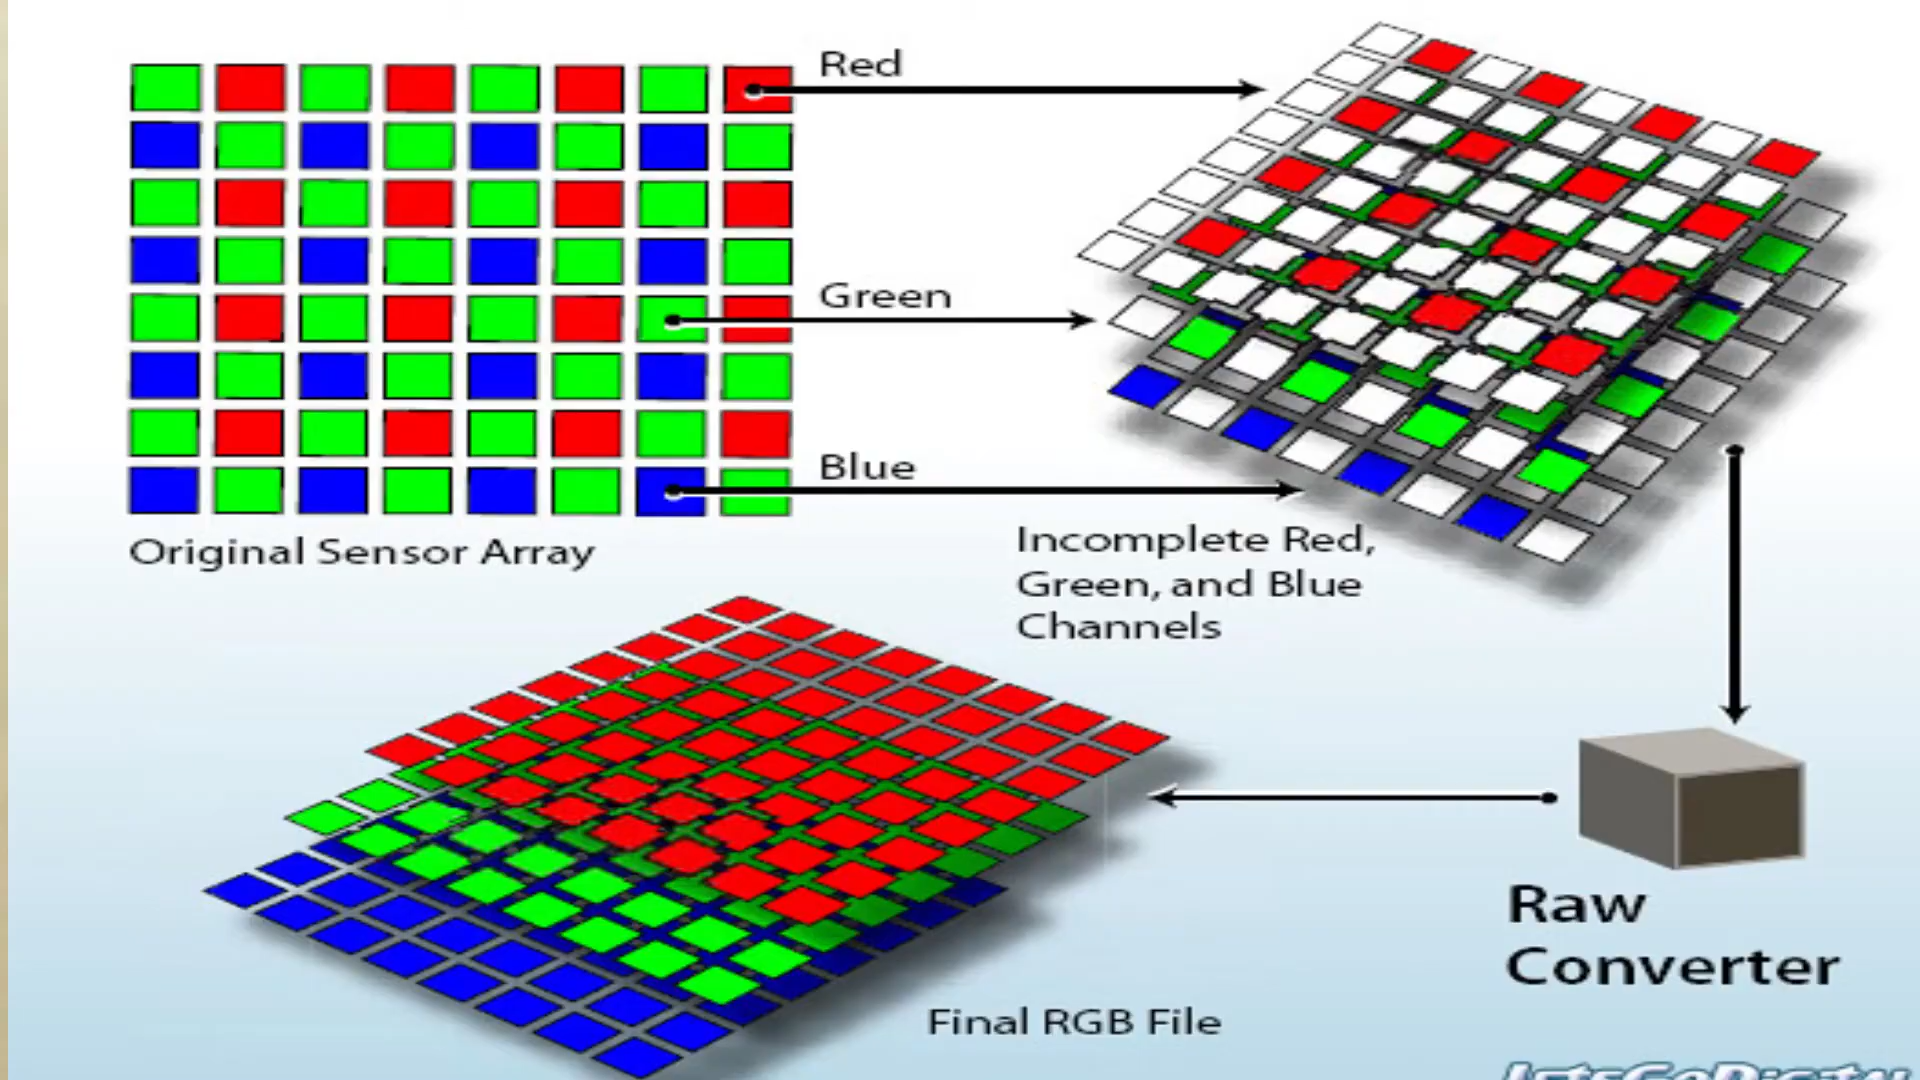 Red
Green
Blue
Original Sensor Array
Incomplete Red,
Green, and Blue
Channels
Raw
Converter
Final RGB File